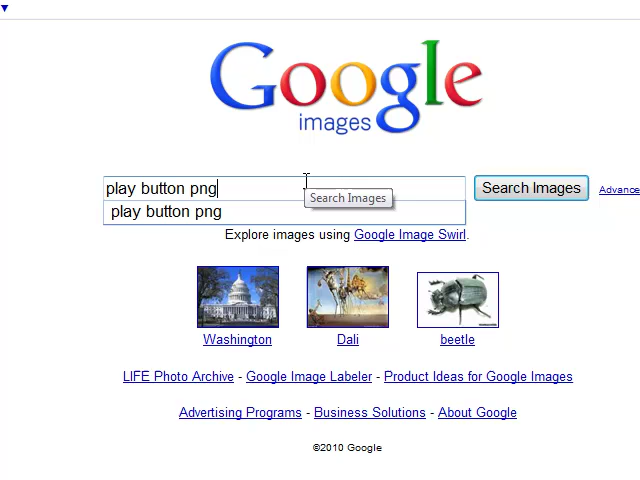 Google
images
play button png
Search Images
Advance
Search Images
play button png
Explore images using Google Image Swirl.
Washington
Dali
beetle
LIFE Photo Archive - Google Image Labeler - Product Ideas for Google Images
Advertising Programs - Business Solutions - About Google
©2010 Google